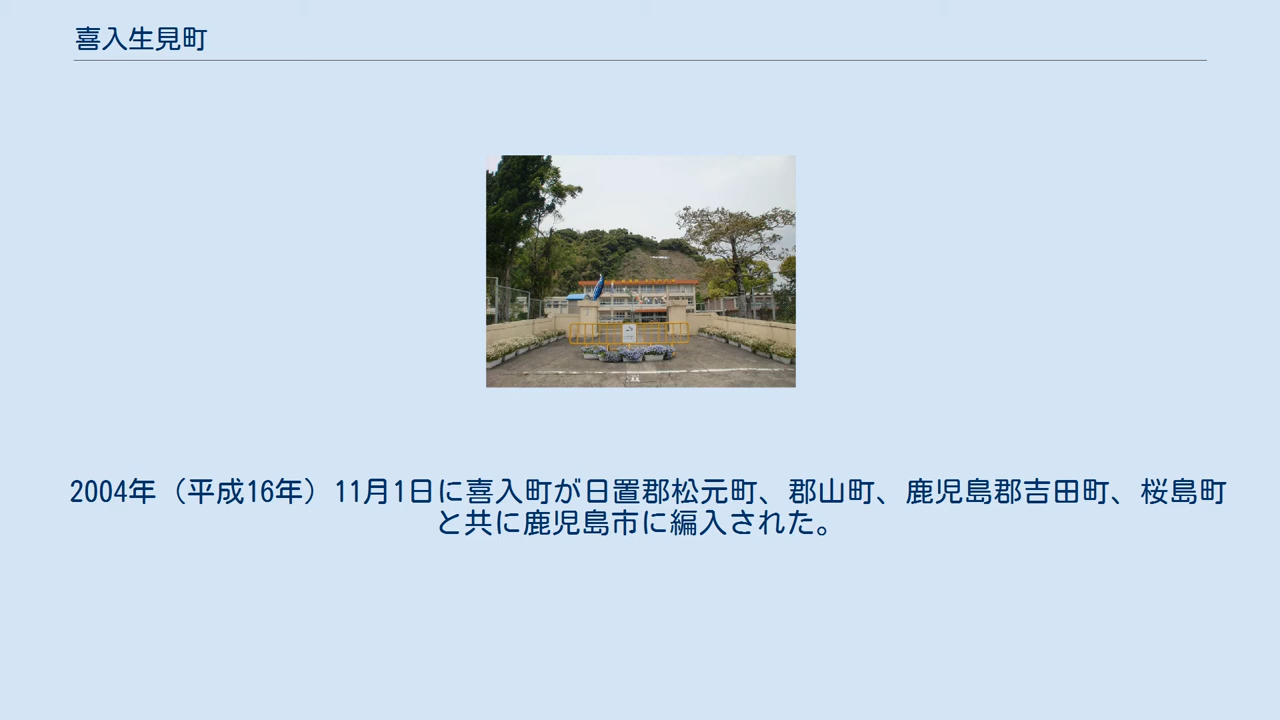 喜入生見町
2004年（平成16年）11月1日に喜入町が日置郡松元町、郡山町、鹿児島郡吉田町、桜島町
と共に鹿児島市に編入された。